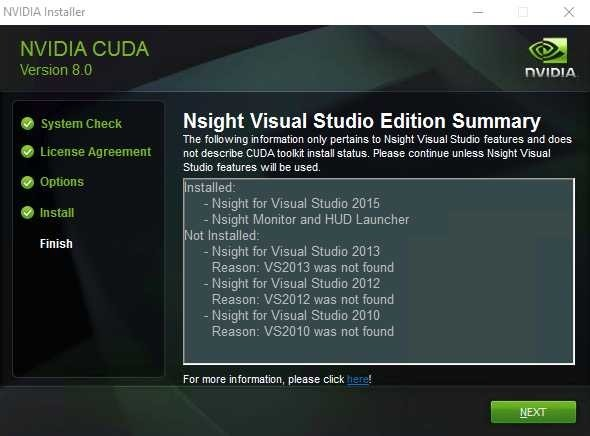 NVIDIA Installer
NVIDIA CUDA
Version 8.0
NVIDIA.
System Check
License Agreement
Options
Install
Finish
Nsight Visual Studio Edition Summary
The following information only pertains to Nsight Visual Studio features and does
not describe CUDA toolkit install status. Please continue unless Nsight Visual
Studio features will be used.
Installed:
- Nsight for Visual Studio 2015
- Nsight Monitor and HUD Launcher
Not Installed:
- Nsight for Visual Studio 2013
Reason: VS2013 was not found
- Nsight for Visual Studio 2012
Reason: VS2012 was not found
- Nsight for Visual Studio 2010
Reason: VS2010 was not found
For more information, please click here!
NEXT